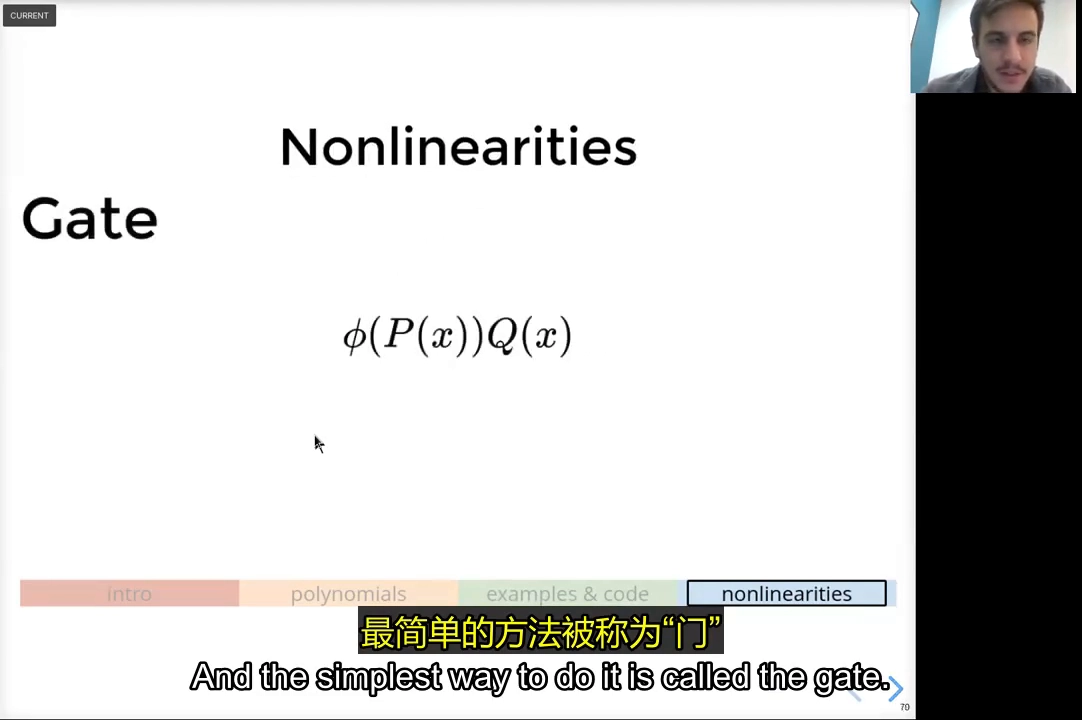 CURRENT
Nonlinearities
Gate
ϕ(P(x))Q(x)
intro polynomials examples & code nonlinearities
最简单的方法被称为“门”
And the simplest way to do it is called the gate.
70